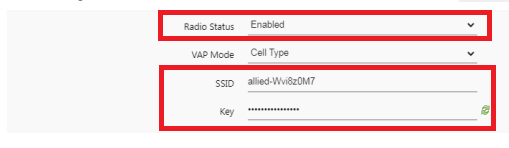 Radio Status Enabled
VAP Mode Cell Type
SSID allied-Wvi8z0M7
Key ••••••••••••••••